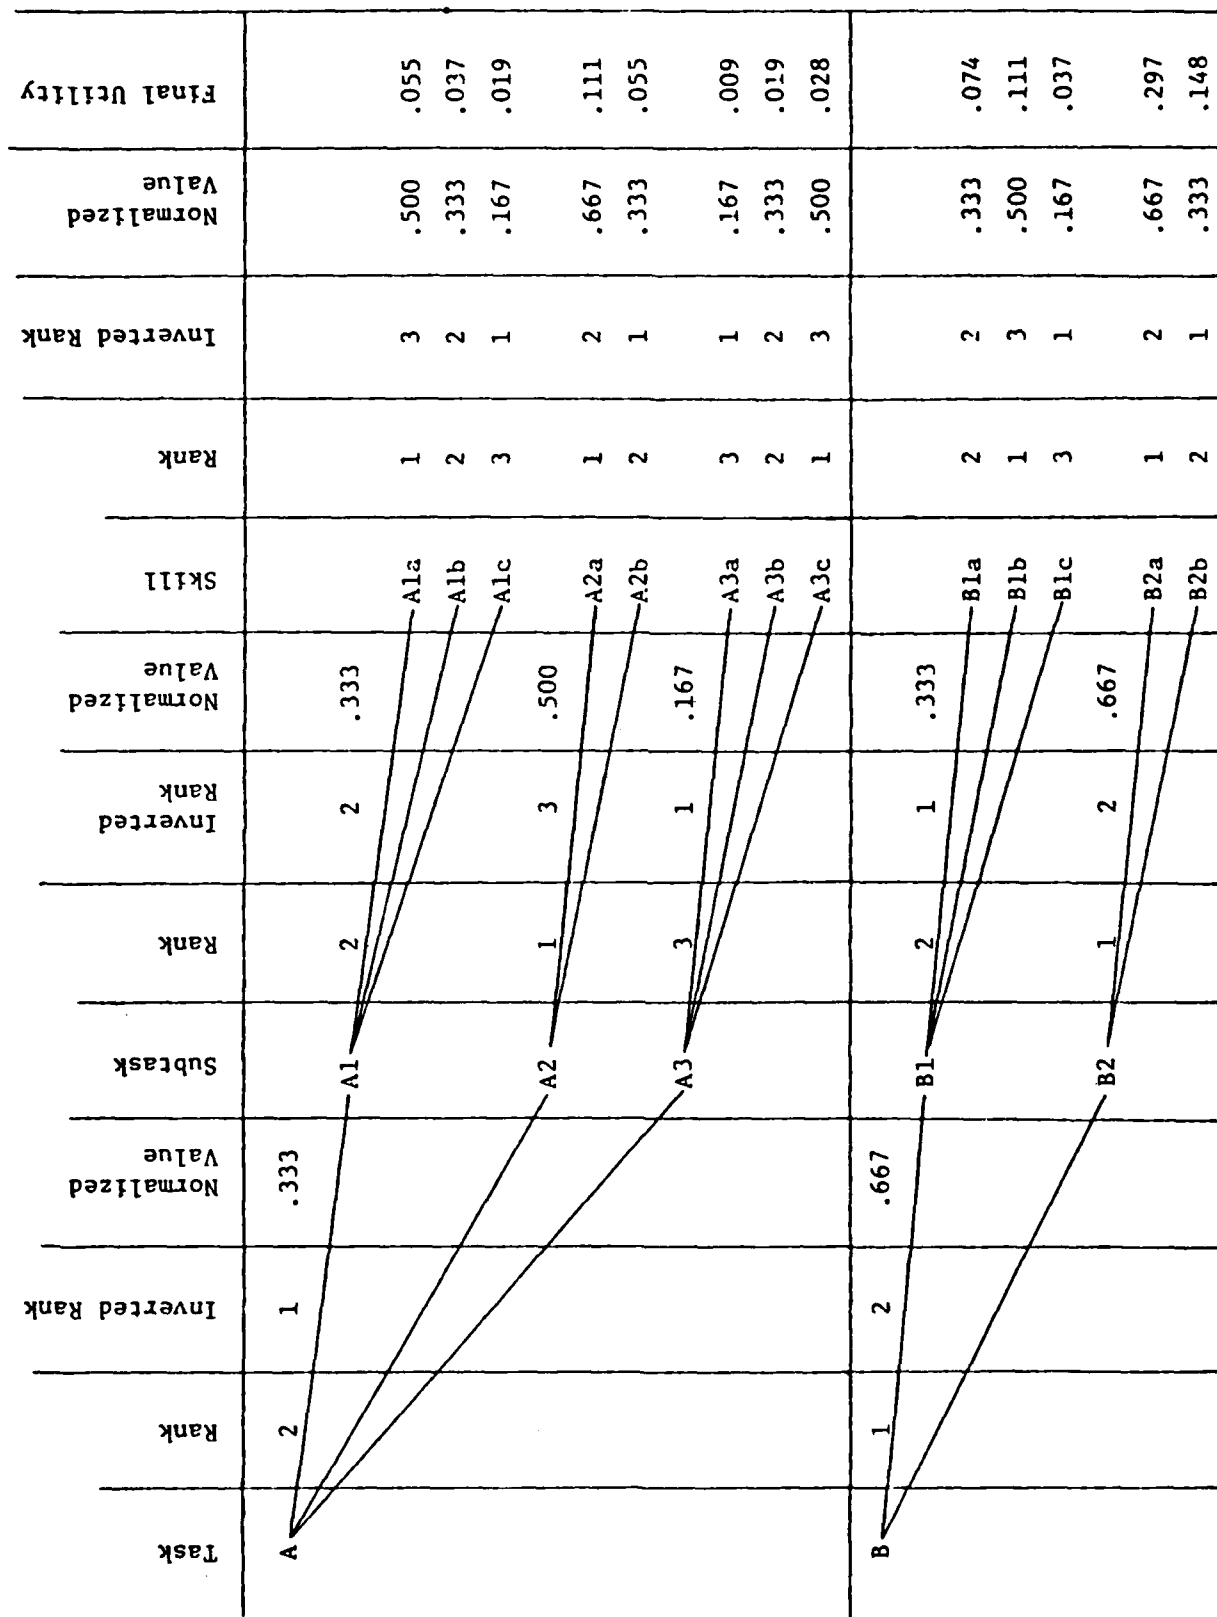 Task Rank Inverted Rank Normalized Value Subtask Rank Inverted Rank Normalized Value Skill Rank Inverted Rank Normalized Value Final Utility
A 2 1 .333
A1 2 2 .333
A1a 1 3 .500 .055
A1b 2 2 .333 .037
A1c 3 1 .167 .019
A2 1 3 .500
A2a 1 2 .667 .111
A2b 2 1 .333 .055
A3 3 1 .167
A3a 3 1 .167 .009
A3b 2 2 .333 .019
A3c 1 3 .500 .028
B 1 2 .667
B1 2 1 .333
B1a 2 2 .333 .074
B1b 1 3 .500 .111
B1c 3 1 .167 .037
B2 1 2 .667
B2a 1 2 .667 .297
B2b 2 1 .333 .148